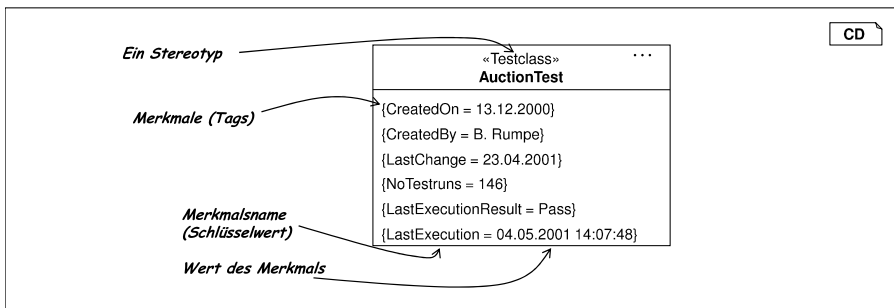 CD
Ein Stereotyp
«Testclass»
...
AuctionTest
Merkmale (Tags)
{CreatedOn = 13.12.2000}
{CreatedBy = B. Rumpe}
{LastChange = 23.04.2001}
{NoTestruns = 146}
{LastExecutionResult = Pass}
{LastExecution = 04.05.2001 14:07:48}
Merkmalsname
(Schlüsselwert)
Wert des Merkmals